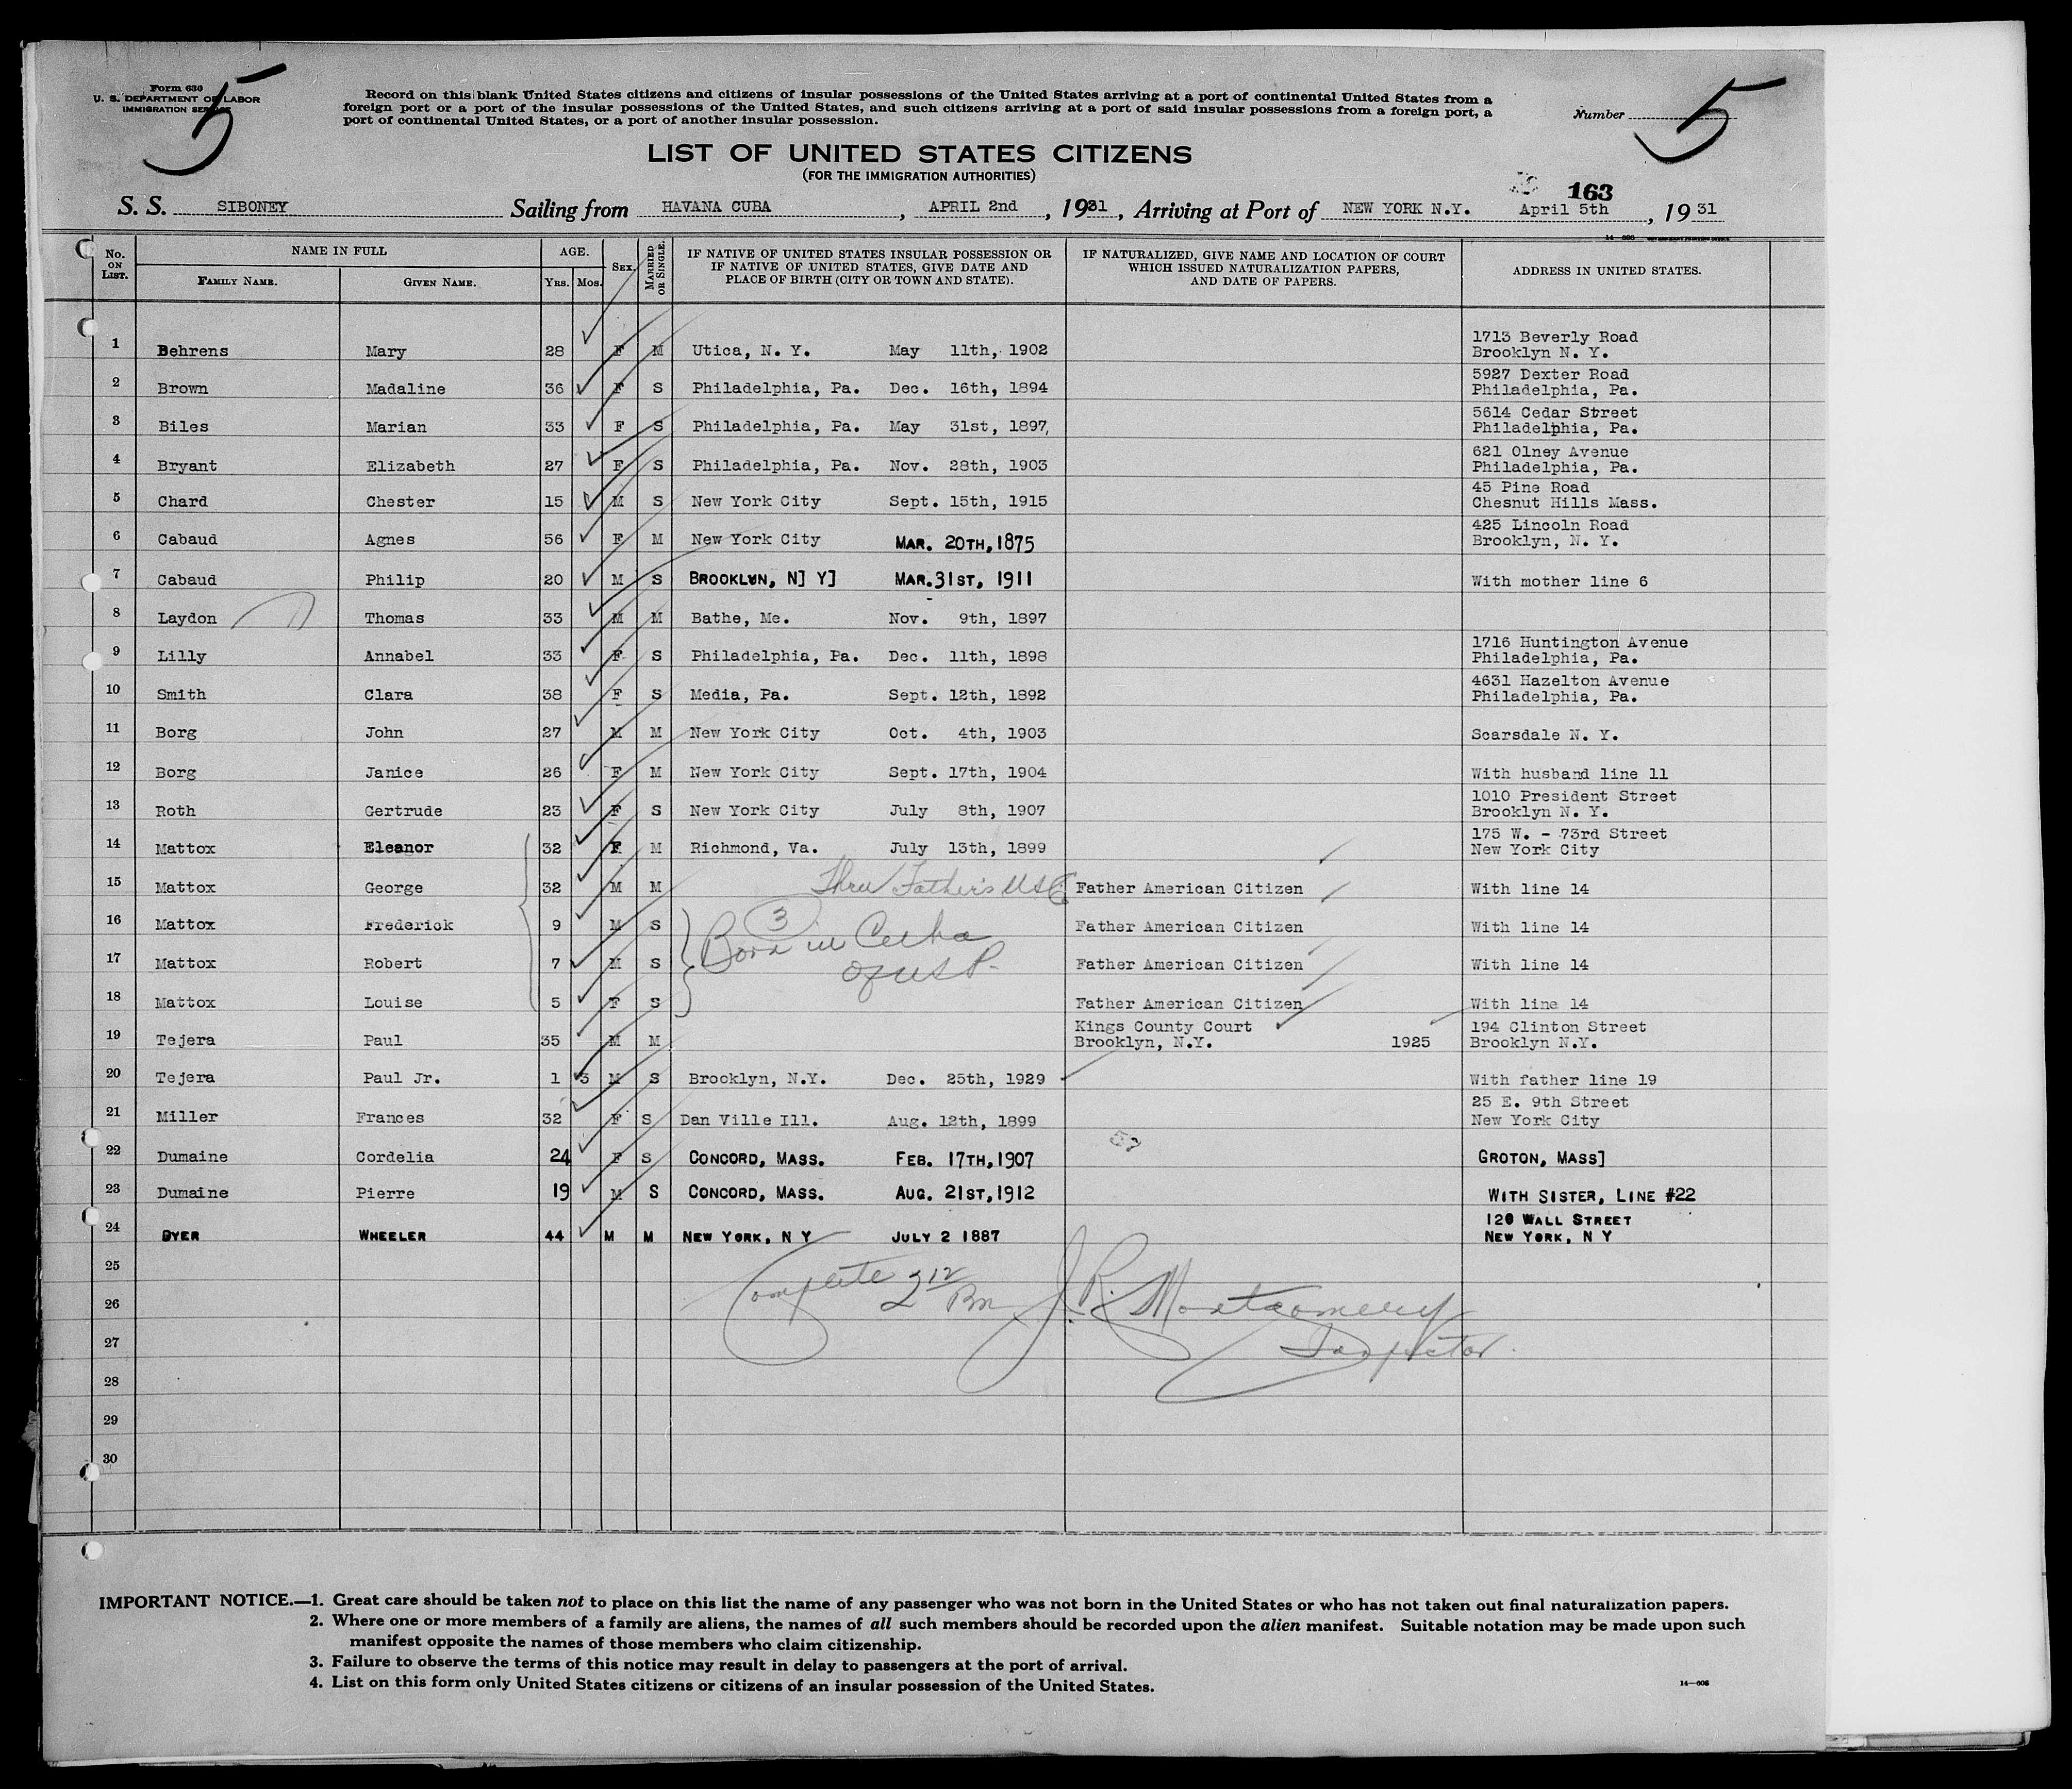 Form 630
U. S. DEPARTMENT OF LABOR
IMMIGRATION SERVICE
5
Record on this blank United States citizens and citizens of insular possessions of the United States arriving at a port of continental United States from a
foreign port or a port of the insular possessions of the United States, and such citizens arriving at a port of said insular possessions from a foreign port, a
port of continental United States, or a port of another insular possession.
Number 5
LIST OF UNITED STATES CITIZENS
(FOR THE IMMIGRATION AUTHORITIES)
163
S. S. SIBONEY Sailing from HAVANA CUBA, APRIL 2nd, 1931, Arriving at Port of NEW YORK N.Y. April 5th, 1931
No. ON LIST. NAME IN FULL AGE. SEX. MARRIED OR SINGLE. IF NATIVE OF UNITED STATES INSULAR POSSESSION OR IF NATIVE OF UNITED STATES, GIVE DATE AND PLACE OF BIRTH (CITY OR TOWN AND STATE). IF NATURALIZED, GIVE NAME AND LOCATION OF COURT WHICH ISSUED NATURALIZATION PAPERS, AND DATE OF PAPERS. ADDRESS IN UNITED STATES.
FAMILY NAME. GIVEN NAME. YRS. MOS.
1 Behrens Mary 28 F M Utica, N. Y. May 11th, 1902 1713 Beverly Road Brooklyn N. Y.
2 Brown Madaline 36 F S Philadelphia, Pa. Dec. 16th, 1894 5927 Dexter Road Philadelphia, Pa.
3 Biles Marian 33 F S Philadelphia, Pa. May 31st, 1897, 5614 Cedar Street Philadelphia, Pa.
4 Bryant Elizabeth 27 F S Philadelphia, Pa. Nov. 28th, 1903 621 Olney Avenue Philadelphia, Pa.
5 Chard Chester 15 M S New York City Sept. 15th, 1915 45 Pine Road Chesnut Hills Mass.
6 Cabaud Agnes 56 F M New York City MAR. 20TH, 1875 425 Lincoln Road Brooklyn, N. Y.
7 Cabaud Philip 20 M S BROOKLYN, N] Y] MAR. 31ST, 1911 With mother line 6
8 Laydon Thomas 33 M M Bathe, Me. Nov. 9th, 1897
9 Lilly Annabel 33 F S Philadelphia, Pa. Dec. 11th, 1898 1716 Huntington Avenue Philadelphia, Pa.
10 Smith Clara 38 F S Media, Pa. Sept. 12th, 1892 4631 Hazelton Avenue Philadelphia, Pa.
11 Borg John 27 M M New York City Oct. 4th, 1903 Scarsdale N. Y.
12 Borg Janice 26 F M New York City Sept. 17th, 1904 With husband line 11
13 Roth Gertrude 23 F S New York City July 8th, 1907 1010 President Street Brooklyn N. Y.
14 Mattox Eleanor 32 F M Richmond, Va. July 13th, 1899 175 W. - 73rd Street New York City
15 Mattox George 32 M M Thru Father's USC Father American Citizen With line 14
16 Mattox Frederick 9 M S 3 Father American Citizen With line 14
Born in Cuba
17 Mattox Robert 7 M S of USP. Father American Citizen With line 14
18 Mattox Louise 5 F S Father American Citizen With line 14
19 Tejera Paul 35 M M Kings County Court Brooklyn, N.Y. 1925 194 Clinton Street Brooklyn N.Y.
20 Tejera Paul Jr. 1 3 M S Brooklyn, N.Y. Dec. 25th, 1929 With father line 19
21 Miller Frances 32 F S Dan Ville Ill. Aug. 12th, 1899 25 E. 9th Street New York City
22 Dumaine Cordelia 24 F S CONCORD, MASS. FEB. 17TH, 1907 GROTON, MASS]
23 Dumaine Pierre 19 M S CONCORD, MASS. AUG. 21ST, 1912 WITH SISTER, LINE #22
24 DYER WHEELER 44 M M NEW YORK, N Y JULY 2 1887 120 WALL STREET NEW YORK, N Y
25
Complete 2 12 Pm J. R. Montgomery
26
Inspector
27
28
29
30
IMPORTANT NOTICE.—1. Great care should be taken not to place on this list the name of any passenger who was not born in the United States or who has not taken out final naturalization papers.
2. Where one or more members of a family are aliens, the names of all such members should be recorded upon the alien manifest. Suitable notation may be made upon such
manifest opposite the names of those members who claim citizenship.
3. Failure to observe the terms of this notice may result in delay to passengers at the port of arrival.
4. List on this form only United States citizens or citizens of an insular possession of the United States.
14—608